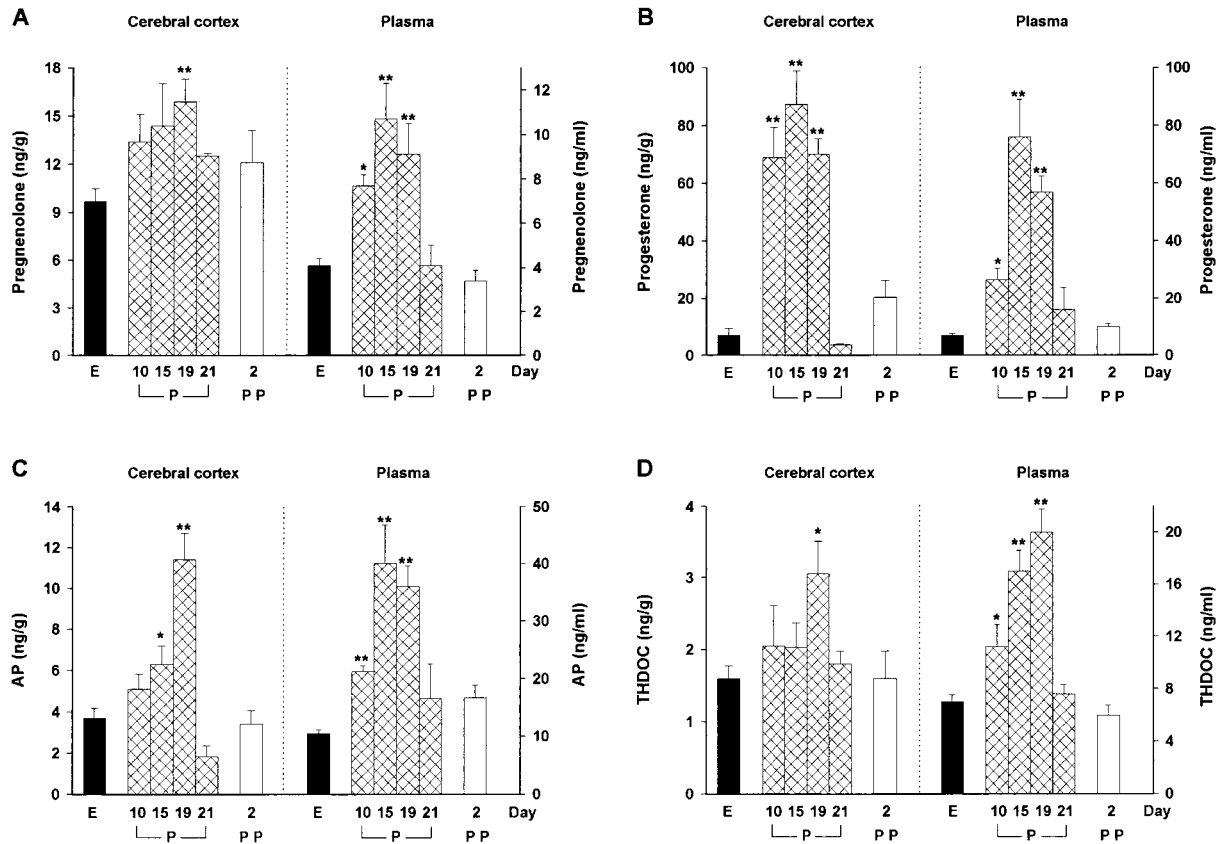 A
Cerebral cortex
Plasma
Pregnenolone (ng/g)
18
15
12
9
6
3
0
**
*
**
**
Pregnenolone (ng/ml)
12
10
8
6
4
2
0
E 10 15 19 21 2 E 10 15 19 21 2 Day
P P P P P P
B
Cerebral cortex
Plasma
Progesterone (ng/g)
100
80
60
40
20
0
**
**
**
*
**
**
Progesterone (ng/ml)
100
80
60
40
20
0
E 10 15 19 21 2 E 10 15 19 21 2 Day
P P P P P P
C
Cerebral cortex
Plasma
AP (ng/g)
14
12
10
8
6
4
2
0
*
**
**
**
**
AP (ng/ml)
50
40
30
20
10
0
E 10 15 19 21 2 E 10 15 19 21 2 Day
P P P P P P
D
Cerebral cortex
Plasma
THDOC (ng/g)
4
3
2
1
0
*
*
**
**
THDOC (ng/ml)
20
16
12
8
4
0
E 10 15 19 21 2 E 10 15 19 21 2 Day
P P P P P P